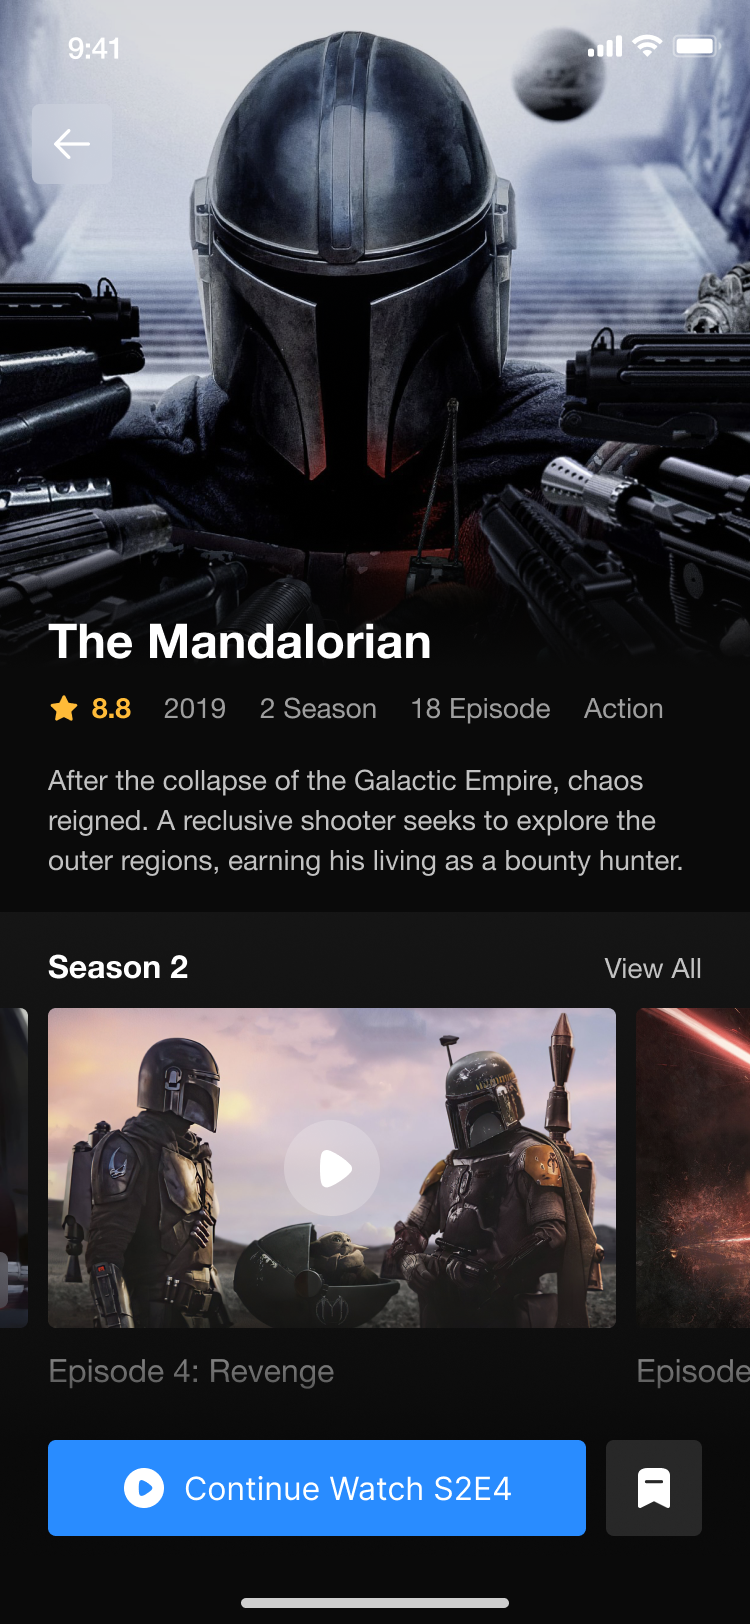 9:41
The Mandalorian
8.8 2019 2 Season 18 Episode Action
After the collapse of the Galactic Empire, chaos
reigned. A reclusive shooter seeks to explore the
outer regions, earning his living as a bounty hunter.
Season 2 View All
Episode 4: Revenge Episode
Continue Watch S2E4